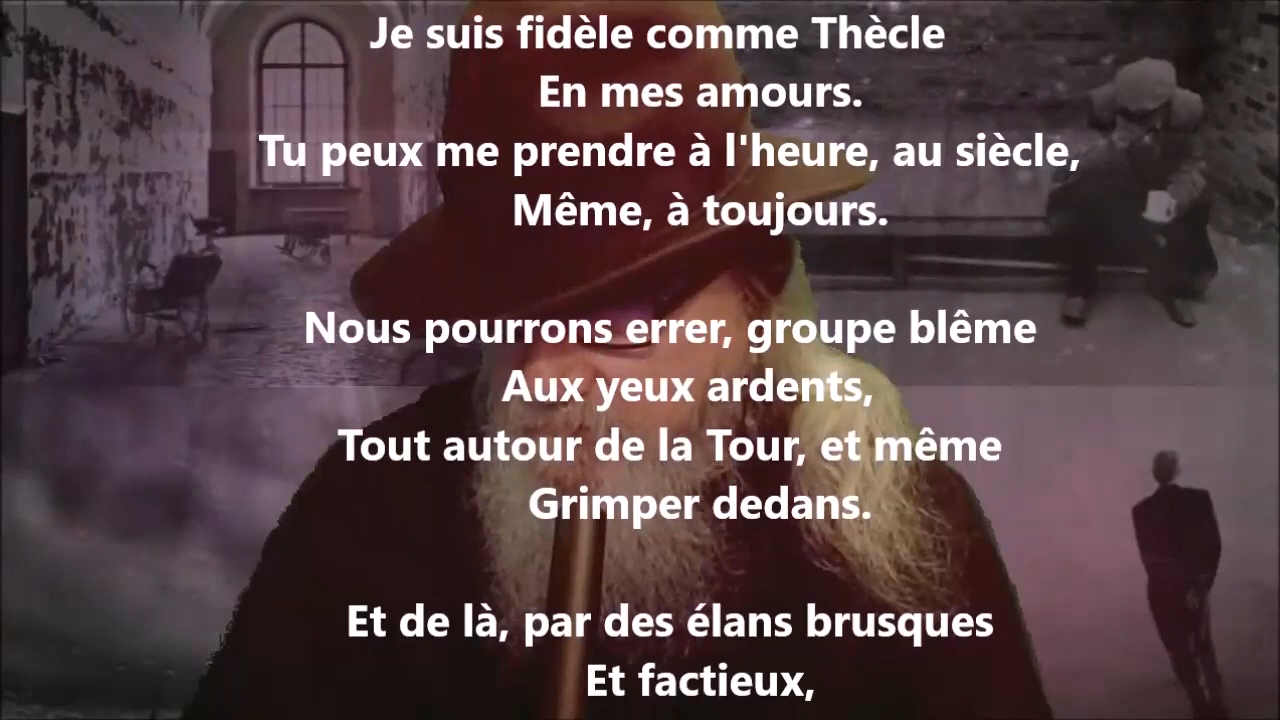 Je suis fidèle comme Thècle
En mes amours.
Tu peux me prendre à l'heure, au siècle,
Même, à toujours.
Nous pourrons errer, groupe blême
Aux yeux ardents,
Tout autour de la Tour, et même
Grimper dedans.
Et de là, par des élans brusques
Et factieux,